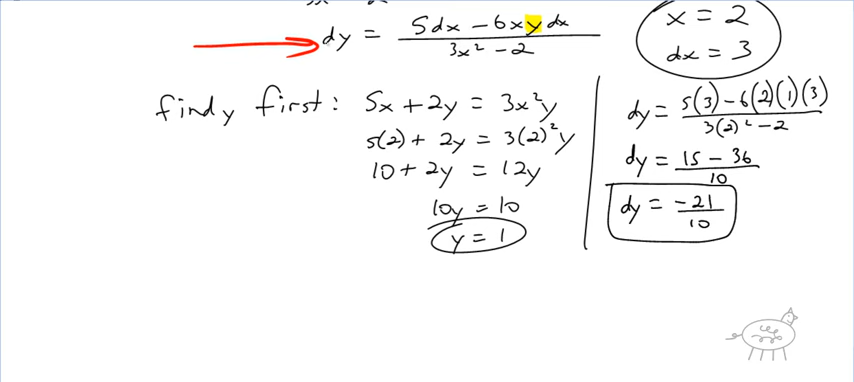 dy = (5dx − 6xy dx) / (3x² − 2)
x = 2
dx = 3
find y first: 5x + 2y = 3x²y
5(2) + 2y = 3(2)²y
10 + 2y = 12y
10y = 10
y = 1
dy = (5(3) − 6(2)(1)(3)) / (3(2)² − 2)
dy = (15 − 36) / 10
dy = −21 / 10